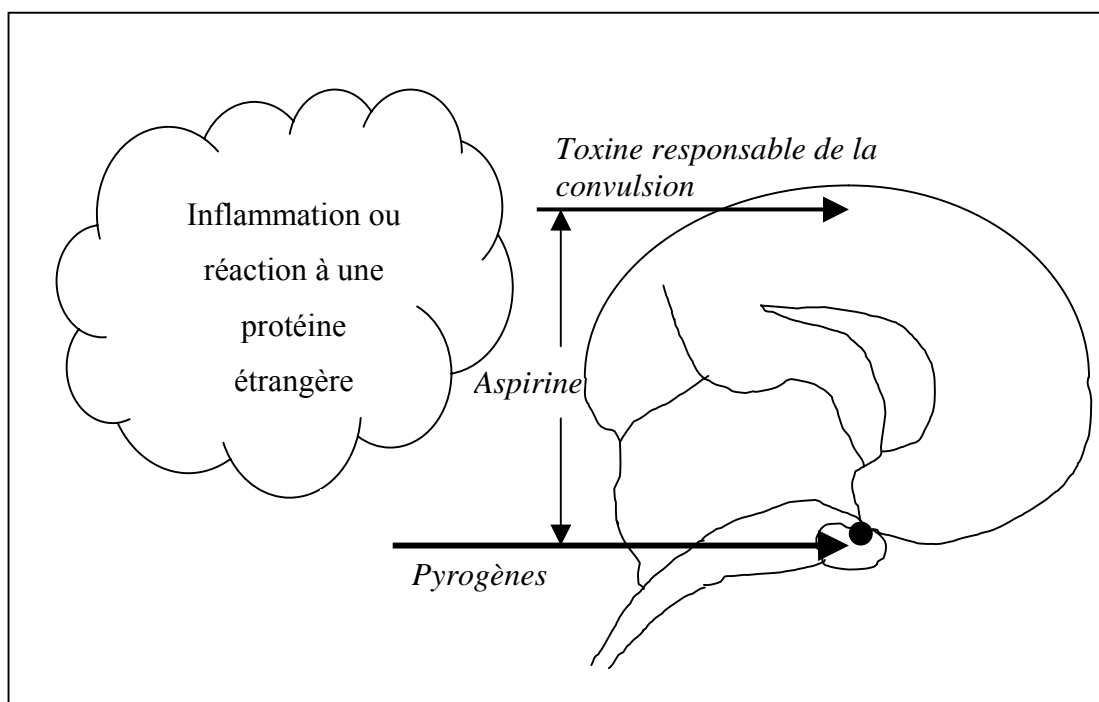 Toxine responsable de la
convulsion
Inflammation ou
réaction à une
protéine
étrangère
Aspirine
Pyrogènes